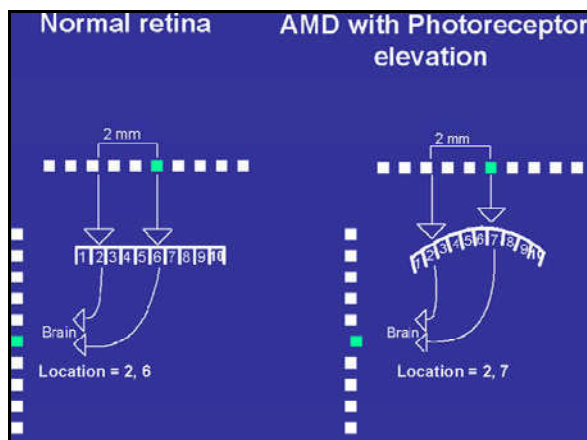 Normal retina
2 mm
1 2 3 4 5 6 7 8 9 10
Brain
Location = 2, 6
AMD with Photoreceptor
elevation
2 mm
1 2 3 4 5 6 7 8 9 10
Brain
Location = 2, 7